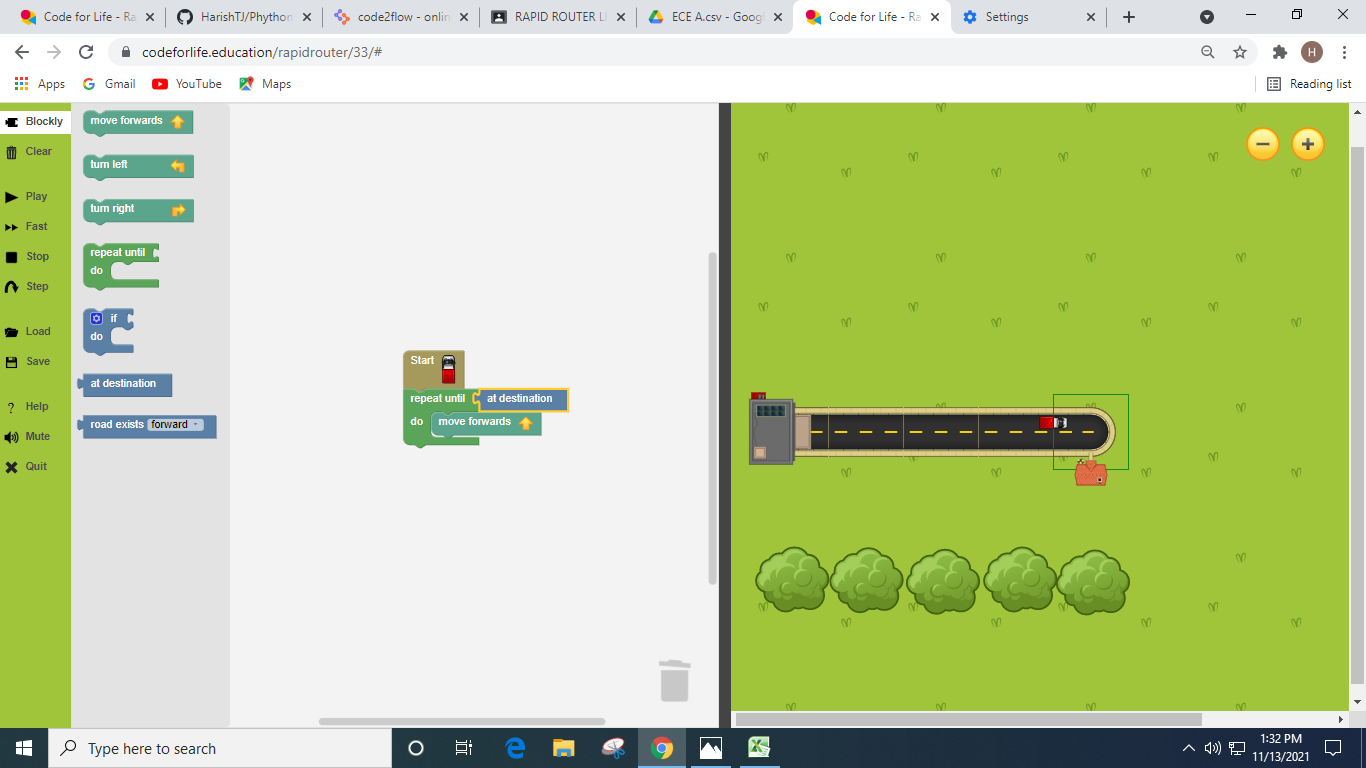 Code for Life - Ra
HarishTJ/Phython
code2flow - onlin
RAPID ROUTER LI
ECE A.csv - Googl
Code for Life - Ra
Settings
codeforlife.education/rapidrouter/33/#
H
Apps
Gmail
YouTube
Maps
Reading list
Blockly
Clear
Play
Fast
Stop
Step
Load
Save
Help
Mute
Quit
move forwards
turn left
turn right
repeat until
do
if
do
at destination
road exists forward
Start
repeat until at destination
do move forwards
Type here to search
1:32 PM
11/13/2021